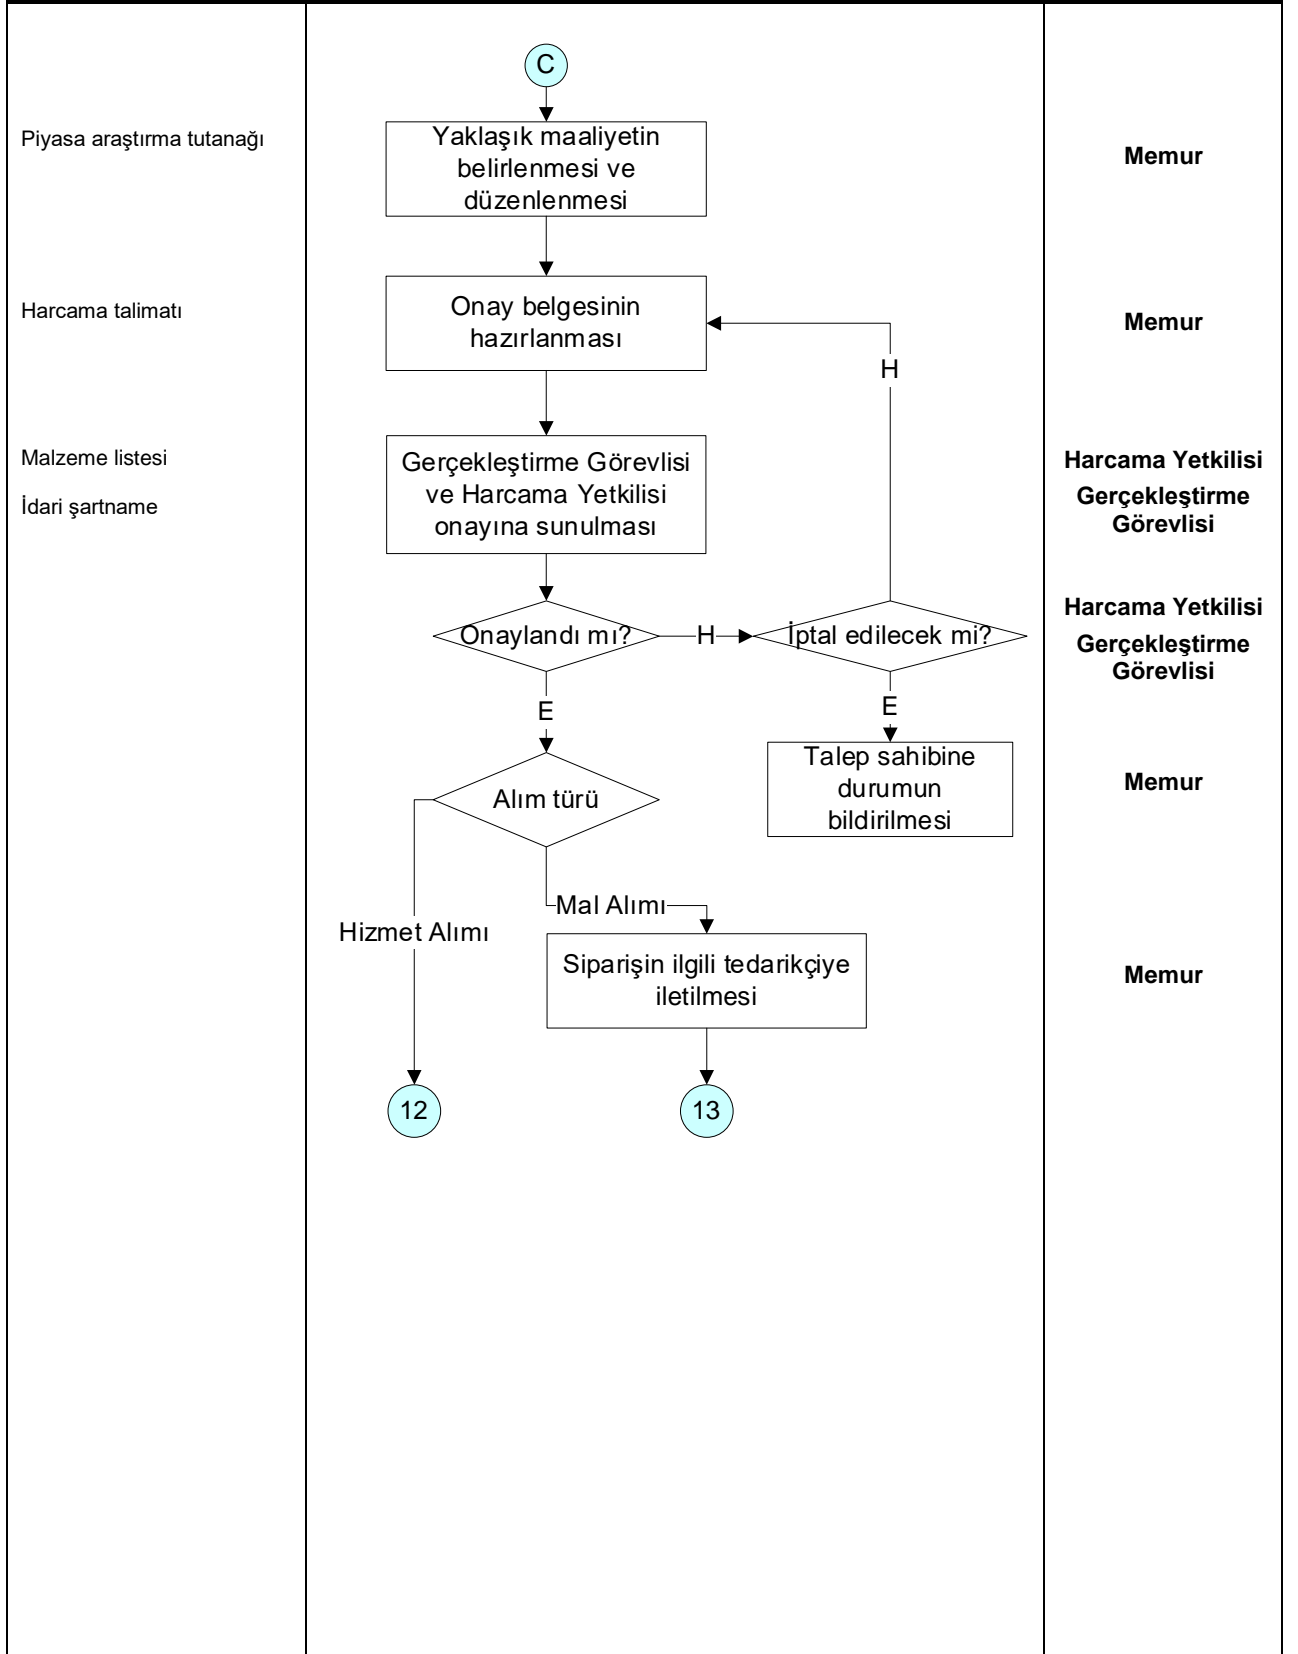 C
Piyasa araştırma tutanağı
Yaklaşık maaliyetin
belirlenmesi ve
düzenlenmesi
Memur
Harcama talimatı
Onay belgesinin
hazırlanması
Memur
H
Malzeme listesi
İdari şartname
Gerçekleştirme Görevlisi
ve Harcama Yetkilisi
onayına sunulması
Harcama Yetkilisi
Gerçekleştirme
Görevlisi
Onaylandı mı?
H
İptal edilecek mi?
Harcama Yetkilisi
Gerçekleştirme
Görevlisi
E
E
Alım türü
Talep sahibine
durumun
bildirilmesi
Memur
Mal Alımı
Hizmet Alımı
Siparişin ilgili tedarikçiye
iletilmesi
Memur
12
13